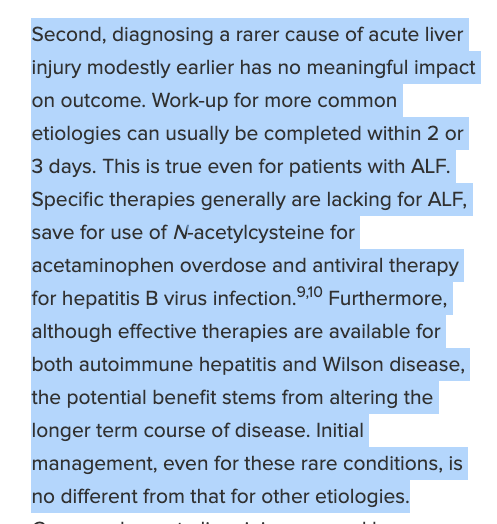 Second, diagnosing a rarer cause of acute liver
injury modestly earlier has no meaningful impact
on outcome. Work-up for more common
etiologies can usually be completed within 2 or
3 days. This is true even for patients with ALF.
Specific therapies generally are lacking for ALF,
save for use of N-acetylcysteine for
acetaminophen overdose and antiviral therapy
for hepatitis B virus infection.9,10 Furthermore,
although effective therapies are available for
both autoimmune hepatitis and Wilson disease,
the potential benefit stems from altering the
longer term course of disease. Initial
management, even for these rare conditions, is
no different from that for other etiologies.